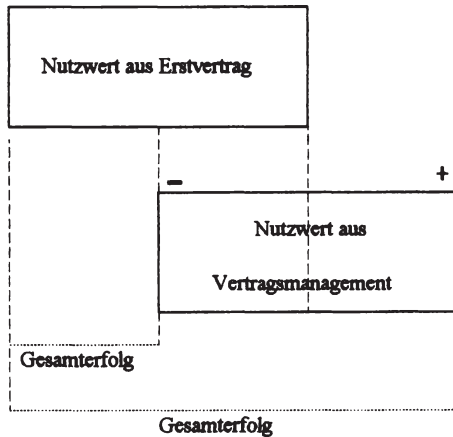 Nutzwert aus Erstvertrag
– +
Nutzwert aus
Vertragsmanagement
Gesamterfolg
Gesamterfolg